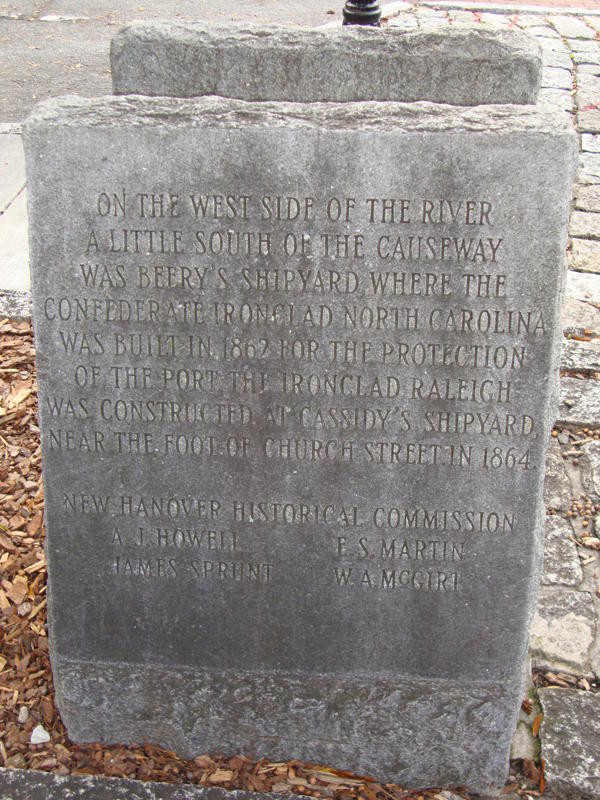 ON THE WEST SIDE OF THE RIVER
A LITTLE SOUTH OF THE CAUSEWAY
WAS BEERY'S SHIPYARD, WHERE THE
CONFEDERATE IRONCLAD NORTH CAROLINA
WAS BUILT IN 1862 FOR THE PROTECTION
OF THE PORT. THE IRONCLAD RALEIGH
WAS CONSTRUCTED AT CASSIDY'S SHIPYARD,
NEAR THE FOOT OF CHURCH STREET IN 1864.
NEW HANOVER HISTORICAL COMMISSION
A. J. HOWELL E. S. MARTIN
JAMES SPRUNT W. A. McGIRT